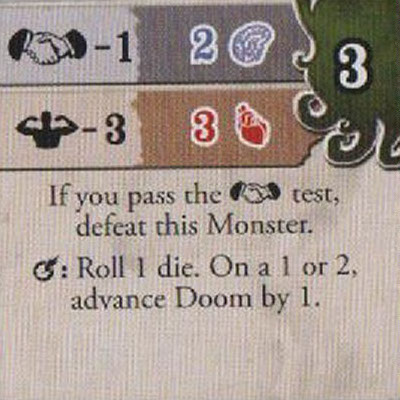 -1 2 3
-3 3
If you pass the test,
defeat this Monster.
: Roll 1 die. On a 1 or 2,
advance Doom by 1.